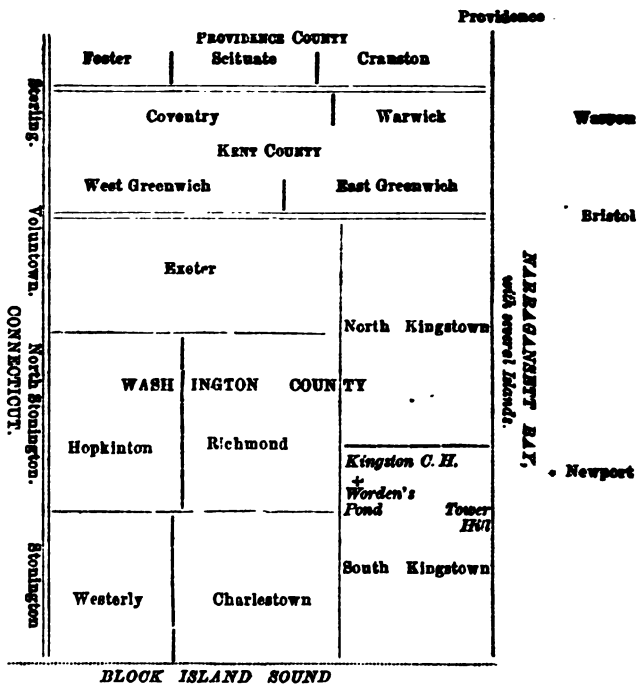 Providence
PROVIDENCE COUNTY
Foster Scituate Cranston
Sterling.
Coventry Warwick
Warren
KENT COUNTY
West Greenwich East Greenwich
Bristol
Voluntown.
Exeter
NARRAGANSETT BAY,
with several Islands.
North Kingstown
CONNECTICUT.
North Stonington.
WASHINGTON COUNTY
Hopkinton Richmond
Kingston C. H.
+
Worden's
Pond
Tower
Hill
Newport
Stonington
South Kingstown
Westerly Charlestown
BLOCK ISLAND SOUND